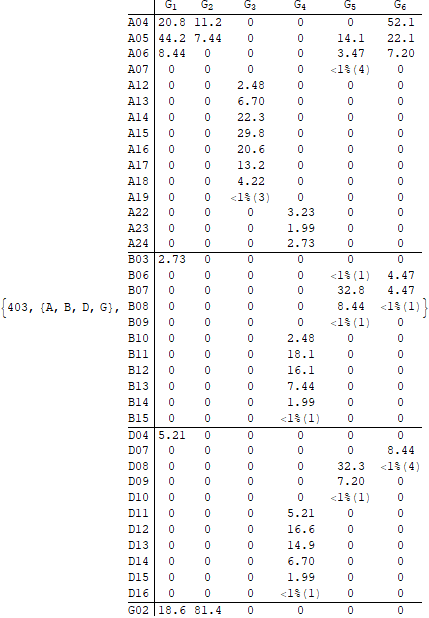 G1 G2 G3 G4 G5 G6
A04 20.8 11.2 0 0 0 52.1
A05 44.2 7.44 0 0 14.1 22.1
A06 8.44 0 0 0 3.47 7.20
A07 0 0 0 0 <1%(4) 0
A12 0 0 2.48 0 0 0
A13 0 0 6.70 0 0 0
A14 0 0 22.3 0 0 0
A15 0 0 29.8 0 0 0
A16 0 0 20.6 0 0 0
A17 0 0 13.2 0 0 0
A18 0 0 4.22 0 0 0
A19 0 0 <1%(3) 0 0 0
A22 0 0 0 3.23 0 0
A23 0 0 0 1.99 0 0
A24 0 0 0 2.73 0 0
B03 2.73 0 0 0 0 0
B06 0 0 0 0 <1%(1) 4.47
B07 0 0 0 0 32.8 4.47
{403, {A, B, D, G}, B08 0 0 0 0 8.44 <1%(1)}
B09 0 0 0 0 <1%(1) 0
B10 0 0 0 2.48 0 0
B11 0 0 0 18.1 0 0
B12 0 0 0 16.1 0 0
B13 0 0 0 7.44 0 0
B14 0 0 0 1.99 0 0
B15 0 0 0 <1%(1) 0 0
D04 5.21 0 0 0 0 0
D07 0 0 0 0 0 8.44
D08 0 0 0 0 32.3 <1%(4)
D09 0 0 0 0 7.20 0
D10 0 0 0 0 <1%(1) 0
D11 0 0 0 5.21 0 0
D12 0 0 0 16.6 0 0
D13 0 0 0 14.9 0 0
D14 0 0 0 6.70 0 0
D15 0 0 0 1.99 0 0
D16 0 0 0 <1%(1) 0 0
G02 18.6 81.4 0 0 0 0